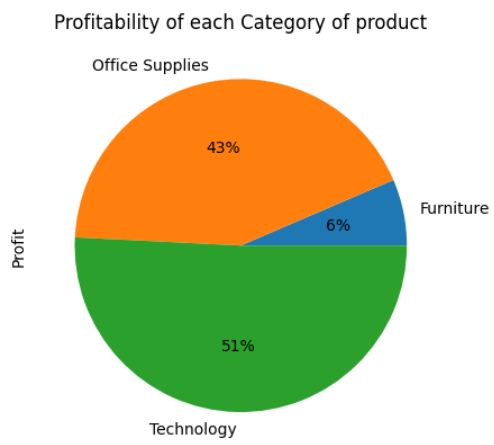 Profitability of each Category of product
Office Supplies
43%
Furniture
6%
Profit
51%
Technology